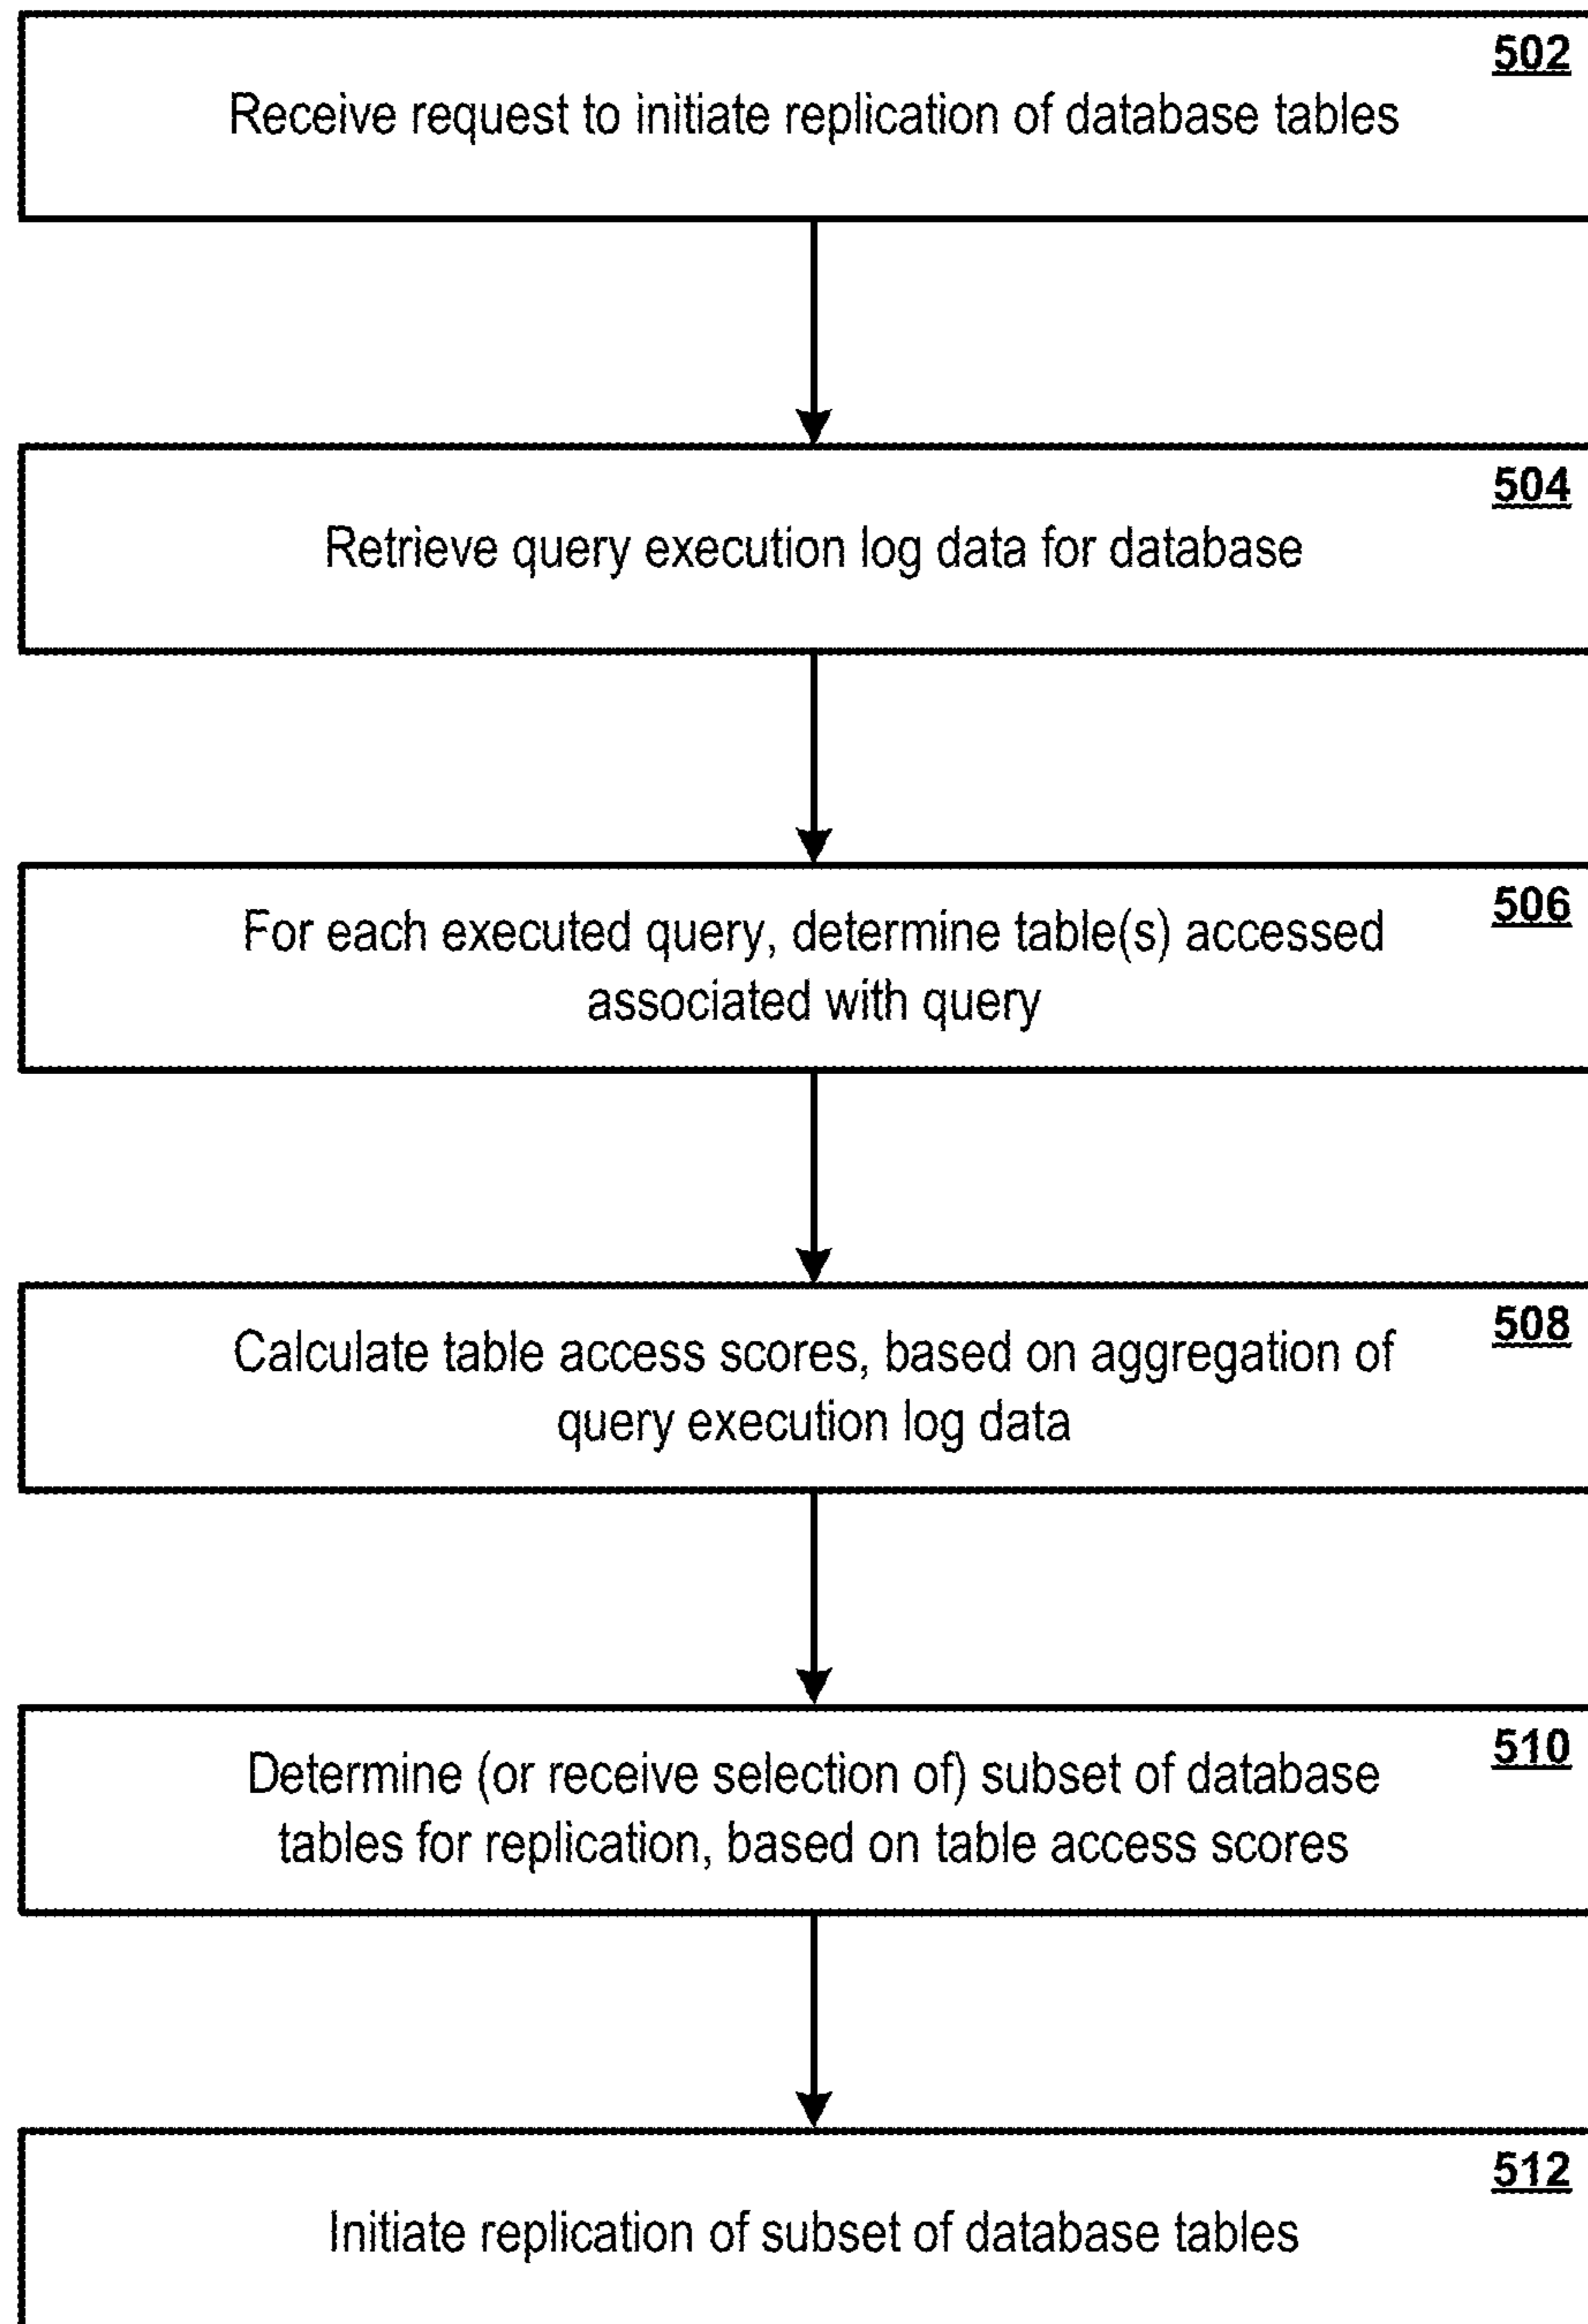 502
Receive request to initiate replication of database tables
504
Retrieve query execution log data for database
506
For each executed query, determine table(s) accessed
associated with query
508
Calculate table access scores, based on aggregation of
query execution log data
510
Determine (or receive selection of) subset of database
tables for replication, based on table access scores
512
Initiate replication of subset of database tables